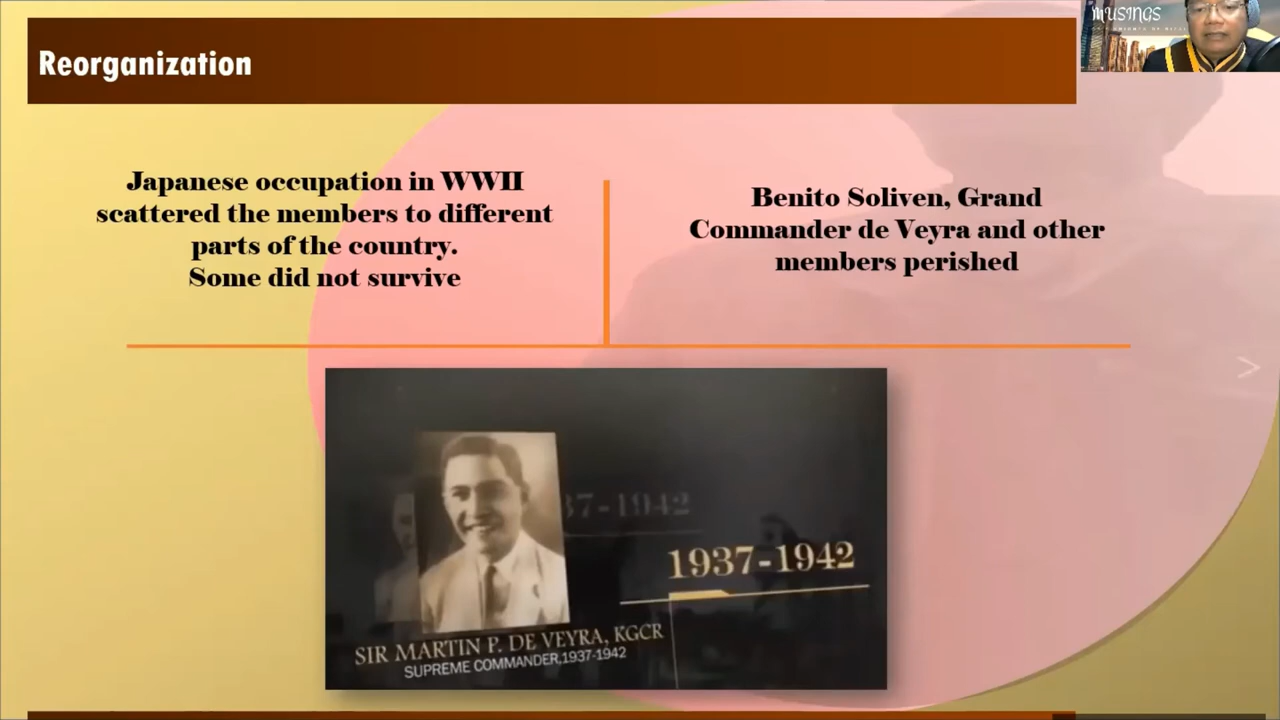 MUSINGS
Reorganization
Japanese occupation in WWII
scattered the members to different
parts of the country.
Some did not survive
Benito Soliven, Grand
Commander de Veyra and other
members perished
37-1942
1937-1942
SIR MARTIN P. DE VEYRA, KGCR
SUPREME COMMANDER,1937-1942